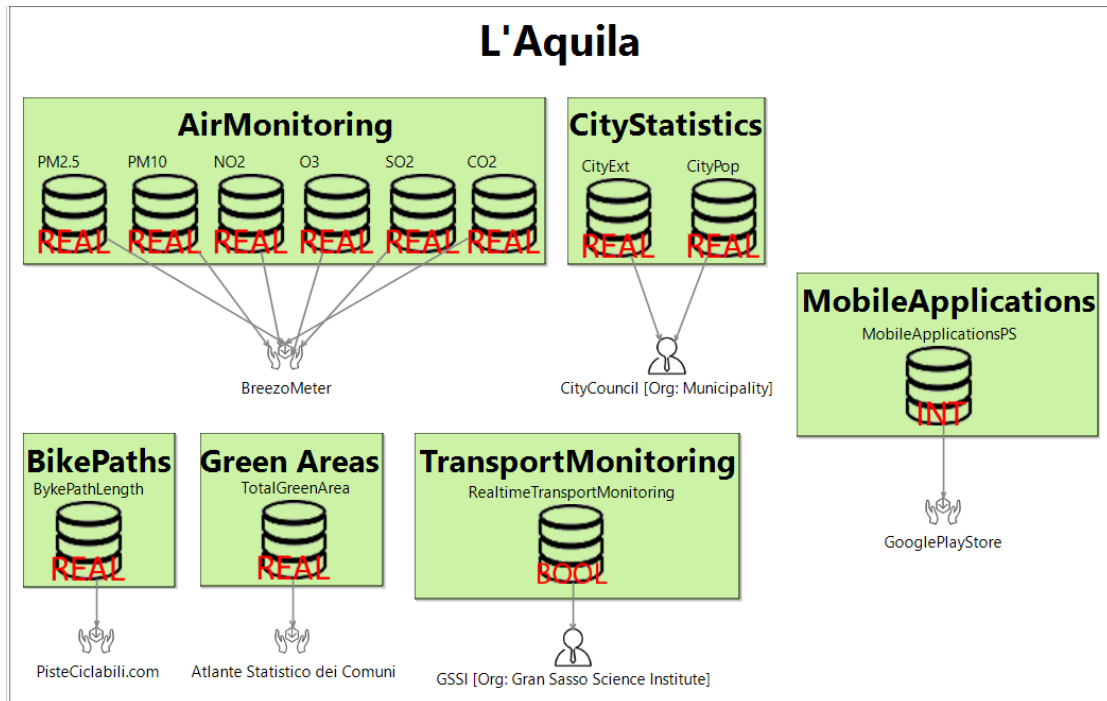 L'Aquila
AirMonitoring
PM2.5 PM10 NO2 O3 SO2 CO2
REAL REAL REAL REAL REAL REAL
BreezoMeter
CityStatistics
CityExt CityPop
REAL REAL
CityCouncil [Org: Municipality]
MobileApplications
MobileApplicationsPS
INT
GooglePlayStore
BikePaths
BykePathLength
REAL
PisteCiclabili.com
Green Areas
TotalGreenArea
REAL
Atlante Statistico dei Comuni
TransportMonitoring
RealtimeTransportMonitoring
BOOL
GSSI [Org: Gran Sasso Science Institute]